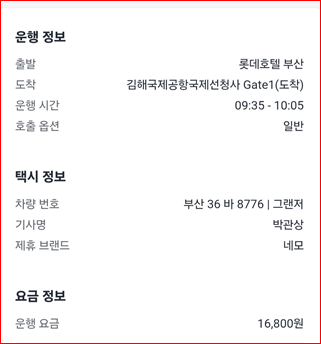 운행 정보
출발 롯데호텔 부산
도착 김해국제공항국제선청사 Gate1(도착)
운행 시간 09:35 - 10:05
호출 옵션 일반
택시 정보
차량 번호 부산 36 바 8776 | 그랜저
기사명 박관상
제휴 브랜드 네모
요금 정보
운행 요금 16,800원